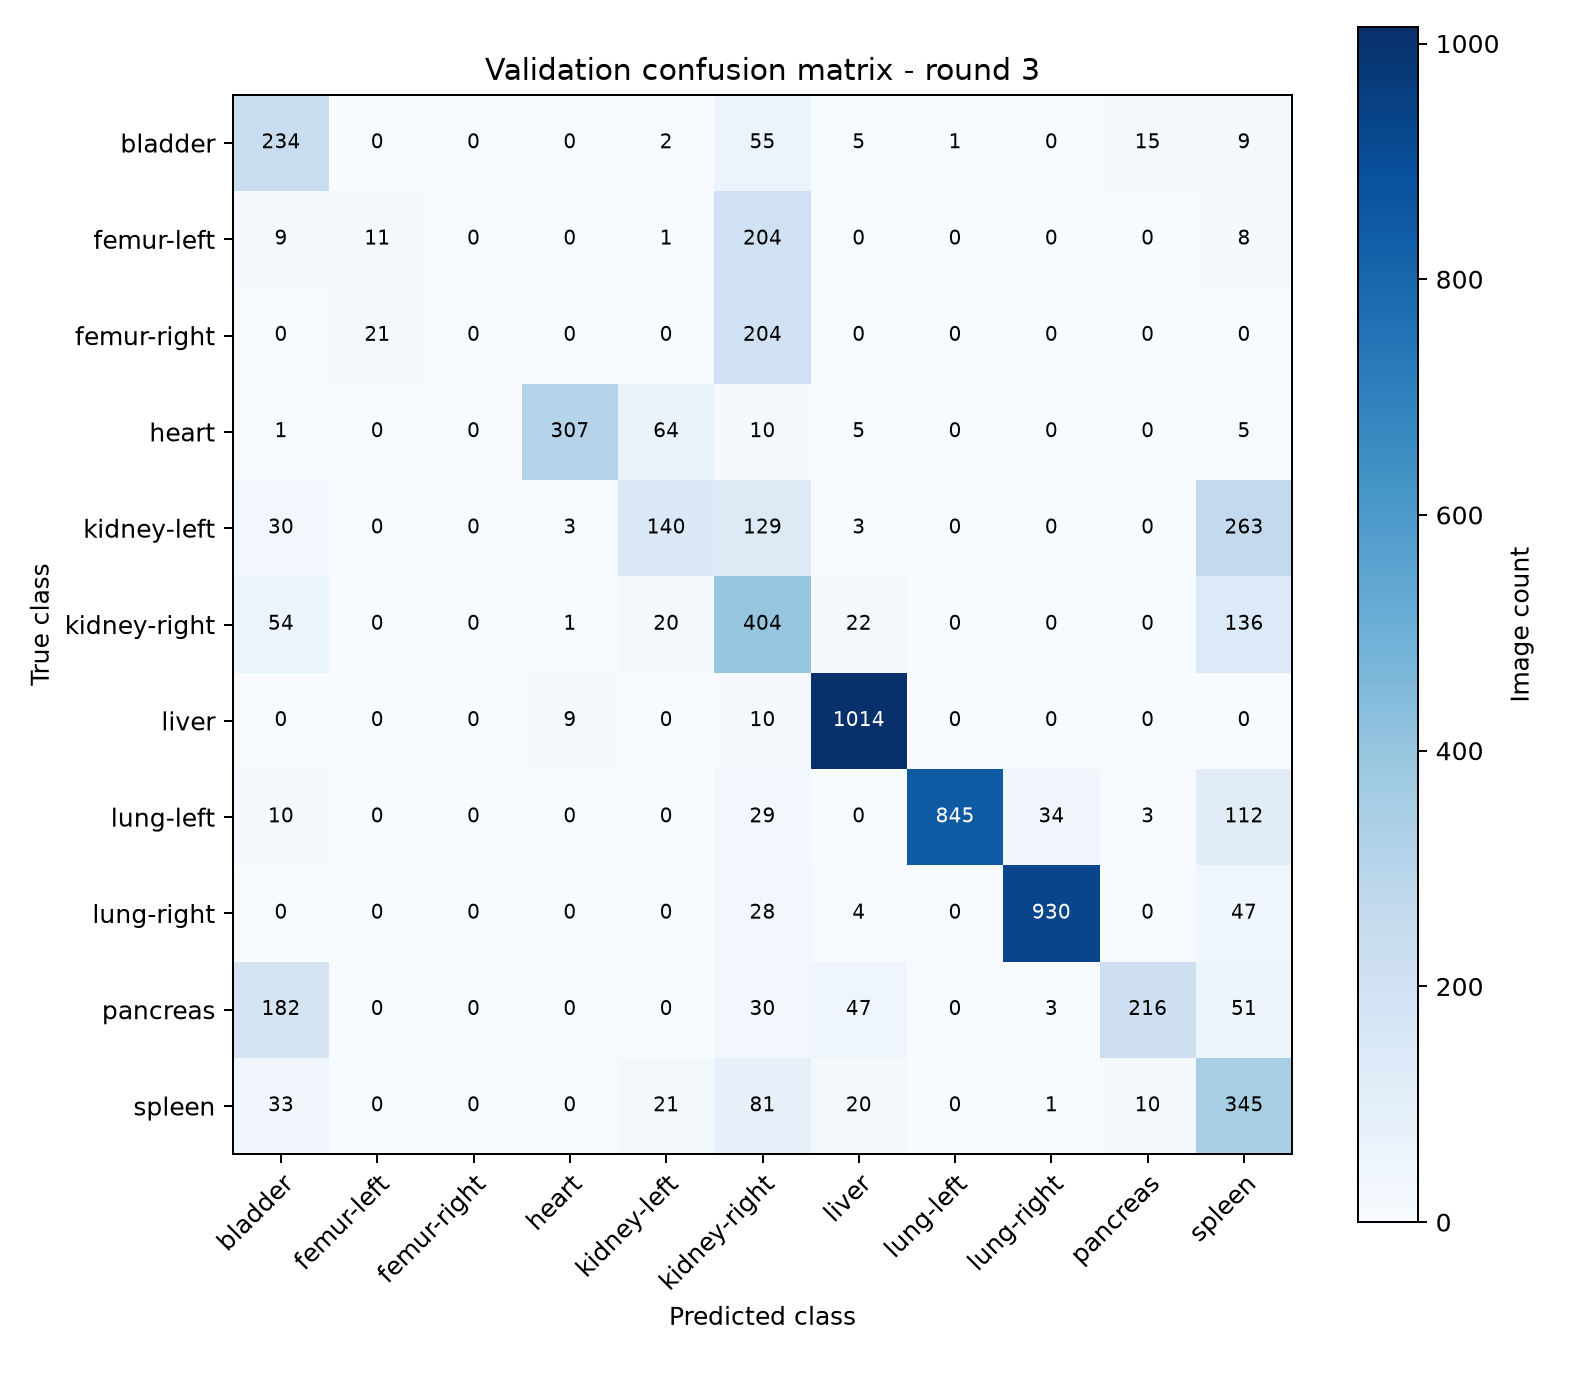 Validation confusion matrix - round 3
bladder 234 0 0 0 2 55 5 1 0 15 9
femur-left 9 11 0 0 1 204 0 0 0 0 8
femur-right 0 21 0 0 0 204 0 0 0 0 0
heart 1 0 0 307 64 10 5 0 0 0 5
kidney-left 30 0 0 3 140 129 3 0 0 0 263
kidney-right 54 0 0 1 20 404 22 0 0 0 136
liver 0 0 0 9 0 10 1014 0 0 0 0
lung-left 10 0 0 0 0 29 0 845 34 3 112
lung-right 0 0 0 0 0 28 4 0 930 0 47
pancreas 182 0 0 0 0 30 47 0 3 216 51
spleen 33 0 0 0 21 81 20 0 1 10 345
bladder femur-left femur-right heart kidney-left kidney-right liver lung-left lung-right pancreas spleen
Predicted class
True class
1000
800
600
400
200
0
Image count